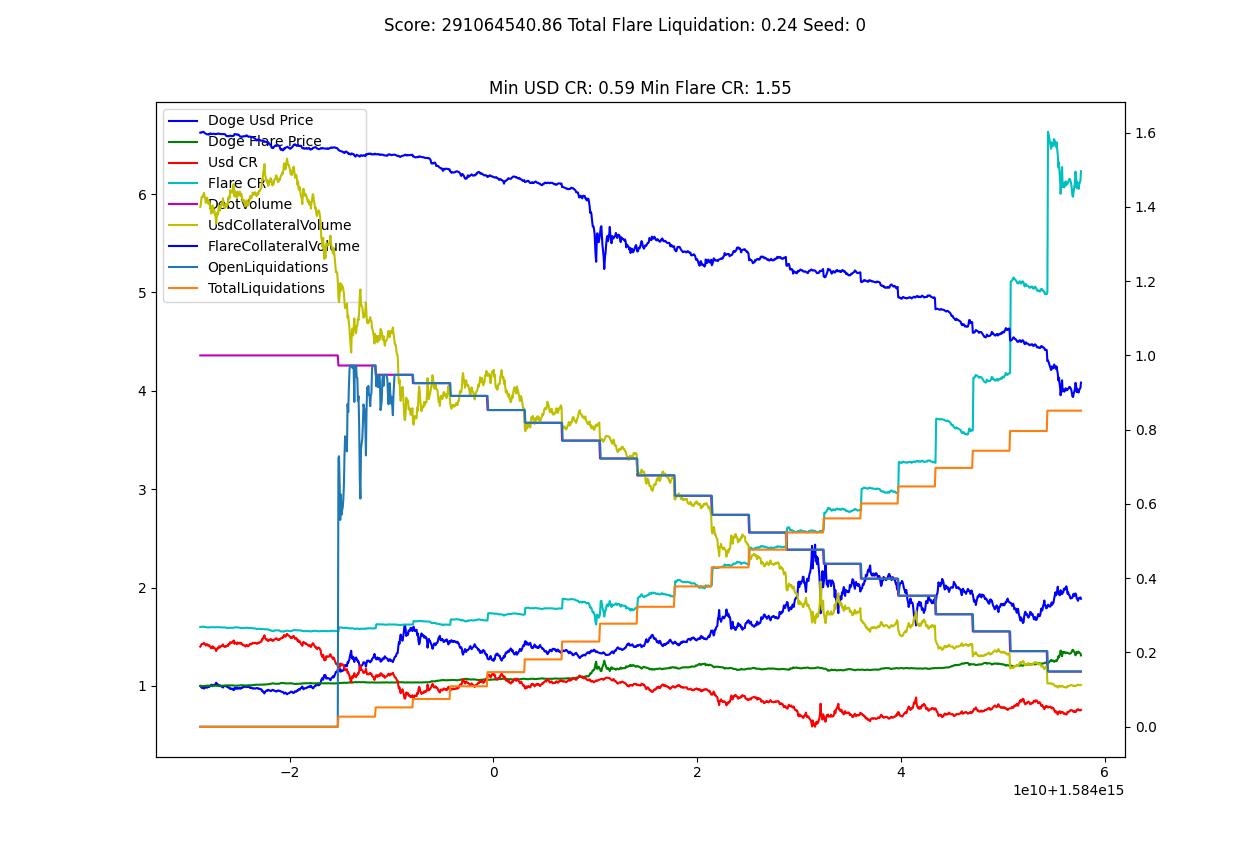 Score: 291064540.86 Total Flare Liquidation: 0.24 Seed: 0
Min USD CR: 0.59 Min Flare CR: 1.55
Doge Usd Price
Doge Flare Price
Usd CR
Flare CR
DebtVolume
UsdCollateralVolume
FlareCollateralVolume
OpenLiquidations
TotalLiquidations
6
5
4
3
2
1
1.6
1.4
1.2
1.0
0.8
0.6
0.4
0.2
0.0
−2 0 2 4 6
1e10+1.584e15